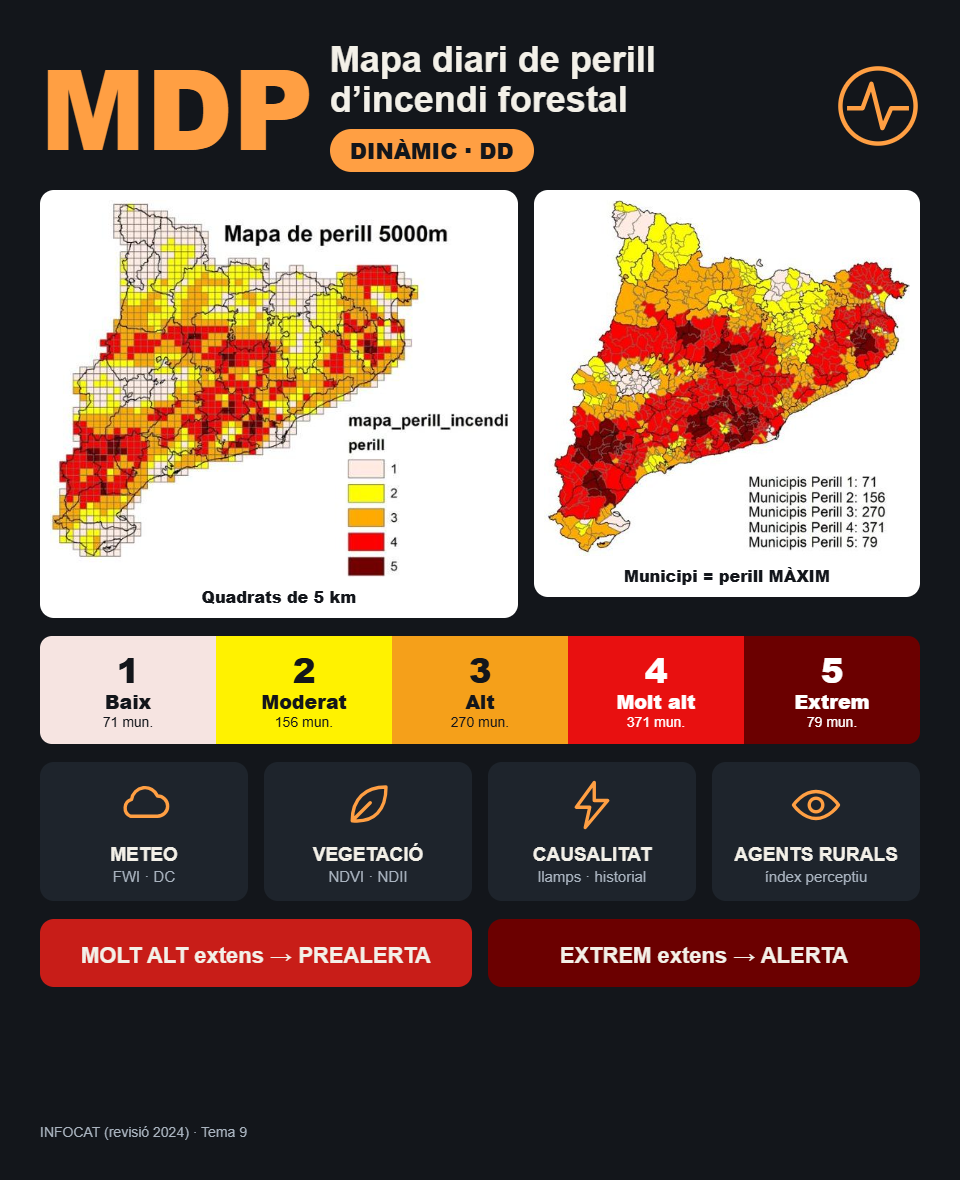 MDP
Mapa diari de perill
d’incendi forestal
DINÀMIC · DD
Mapa de perill 5000m
mapa_perill_incendi
perill
1
2
3
4
5
Quadrats de 5 km
Municipis Perill 1: 71
Municipis Perill 2: 156
Municipis Perill 3: 270
Municipis Perill 4: 371
Municipis Perill 5: 79
Municipi = perill MÀXIM
1
Baix
71 mun.
2
Moderat
156 mun.
3
Alt
270 mun.
4
Molt alt
371 mun.
5
Extrem
79 mun.
METEO
FWI · DC
VEGETACIÓ
NDVI · NDII
CAUSALITAT
llamps · historial
AGENTS RURALS
índex perceptiu
MOLT ALT extens → PREALERTA
EXTREM extens → ALERTA
INFOCAT (revisió 2024) · Tema 9